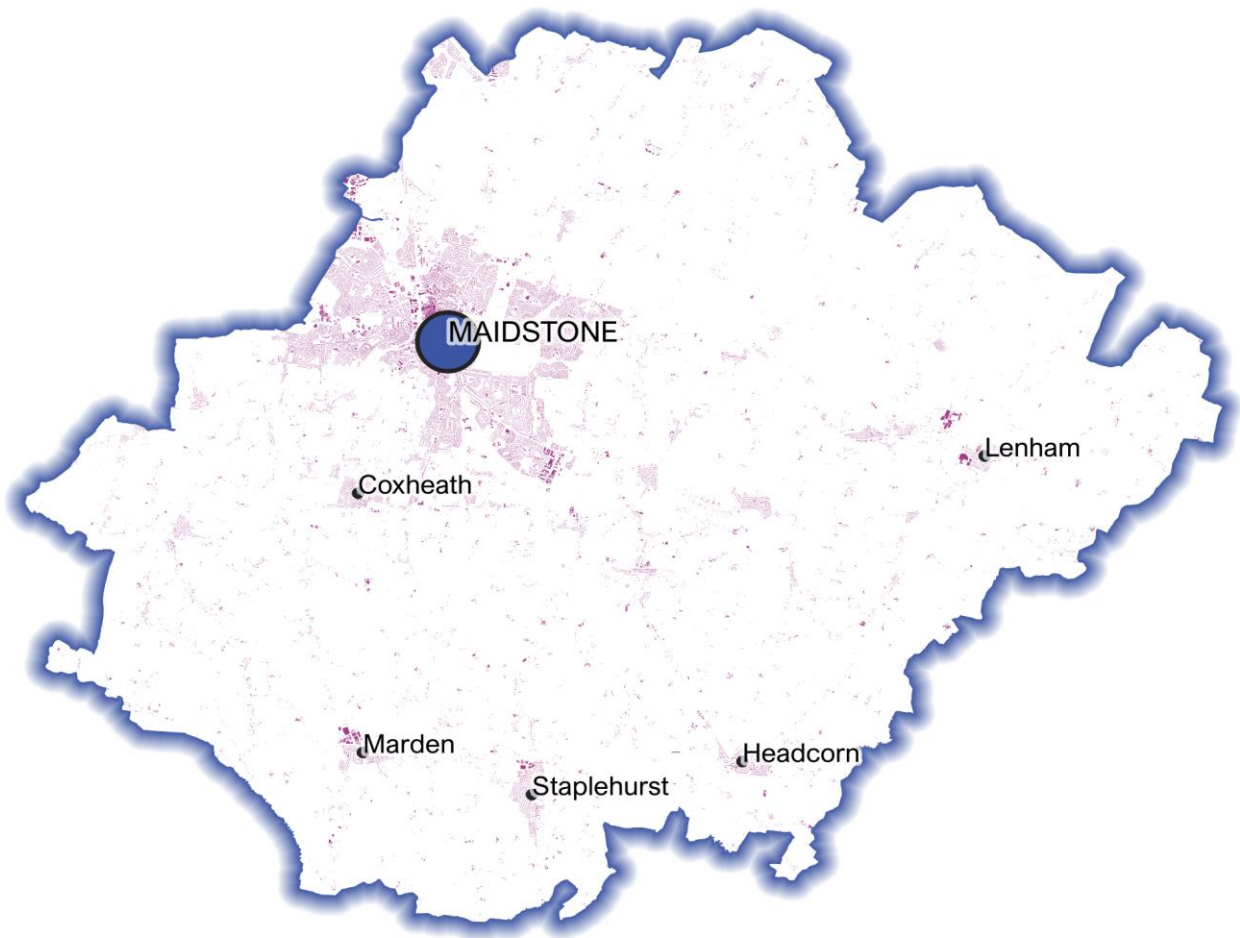 MAIDSTONE
Lenham
Coxheath
Marden
Headcorn
Staplehurst